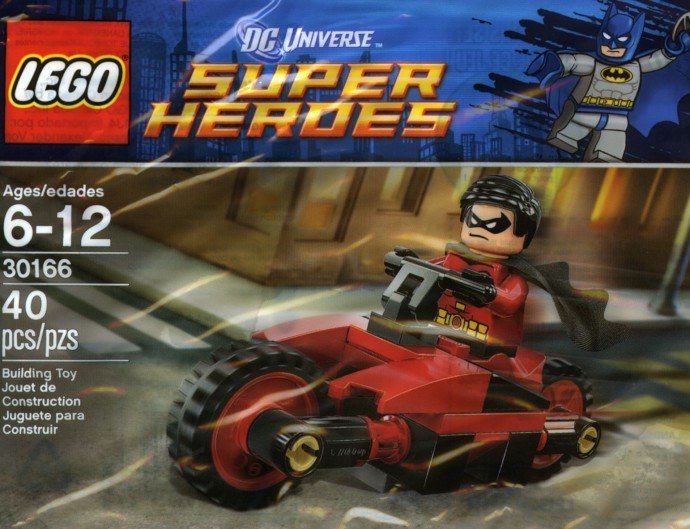 LEGO
DC UNIVERSE™
SUPER
HEROES
Ages/edades
6-12
30166
40
pcs/pzs
Building Toy
Jouet de
Construction
Juguete para
Construir